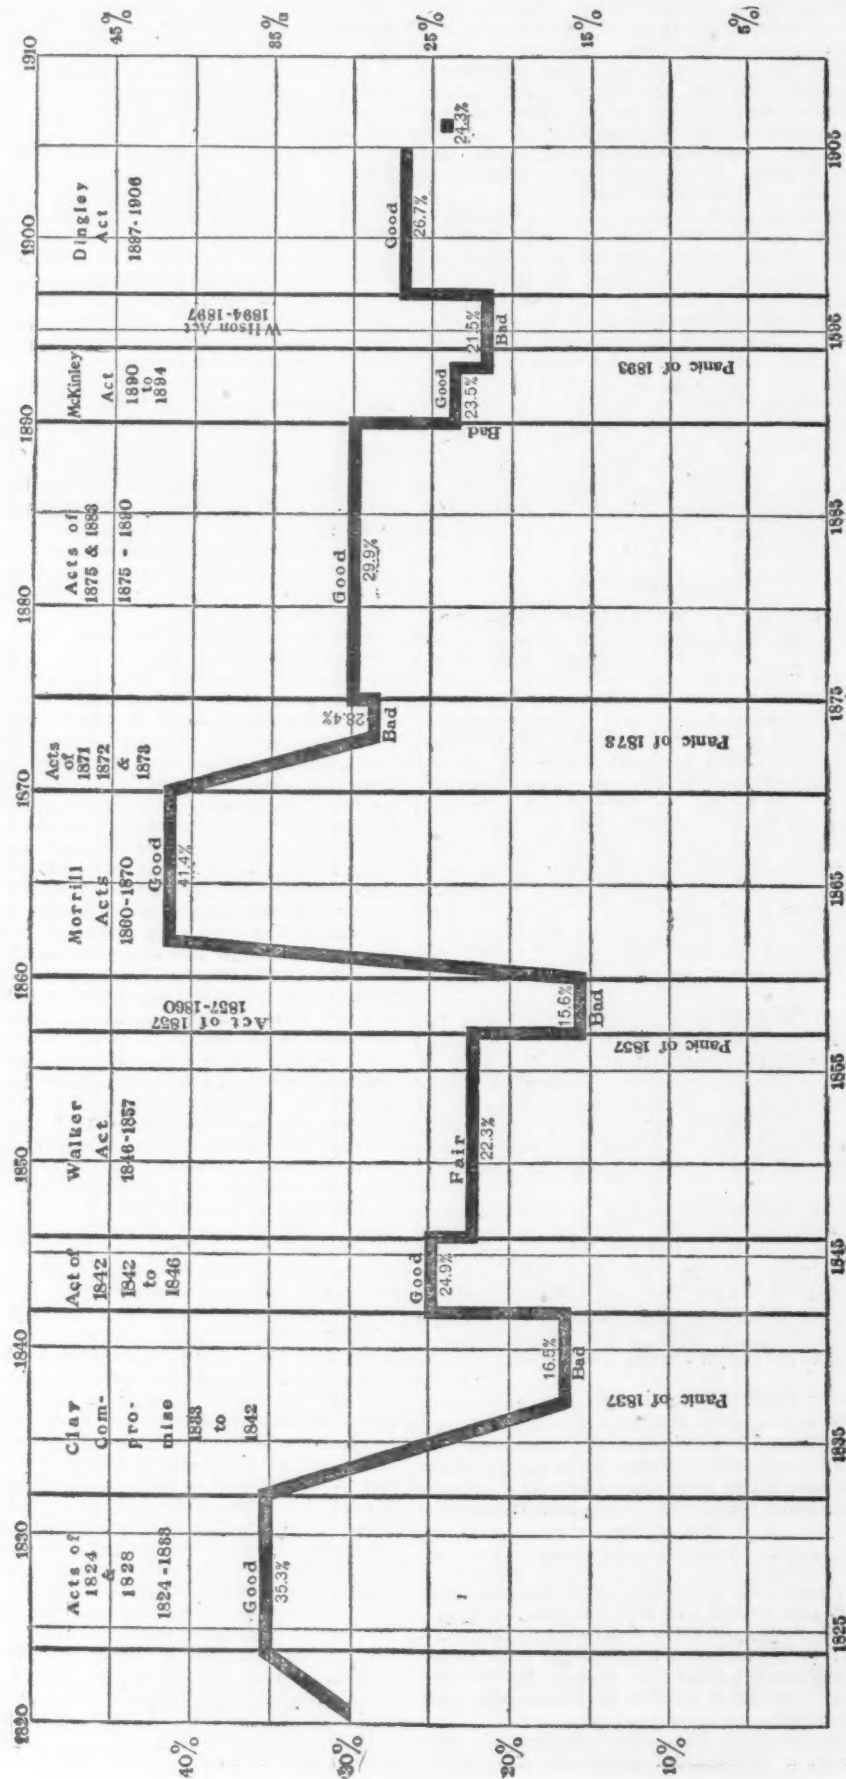 1820
1830
1840
1850
1860
1870
1880
1890
1900
1910
Acts of
1824
&
1828
1824-1833
Clay
Com-
pro-
mise
1833
to
1842
Act of
1842
1842
to
1846
Walker
Act
1846-1857
Act of 1857
1857-1860
Morrill
Acts
1860-1870
Acts
of
1871
1872
&
1873
Acts of
1875 & 1883
1875 - 1890
McKinley
Act
1890
to
1894
Wilson Act
1894-1897
Dingley
Act
1897-1906
40%
30%
20%
10%
45%
35%
25%
15%
5%
Good
35.3%
16.5%
Bad
Good
24.9%
Fair
22.3%
15.6%
Bad
Good
41.4%
28.4%
Bad
Good
29.9%
Bad
Good
23.5%
21.5%
Bad
Good
26.7%
24.3%
Panic of 1837
Panic of 1857
Panic of 1873
Panic of 1893
1825
1835
1845
1855
1865
1875
1885
1895
1905